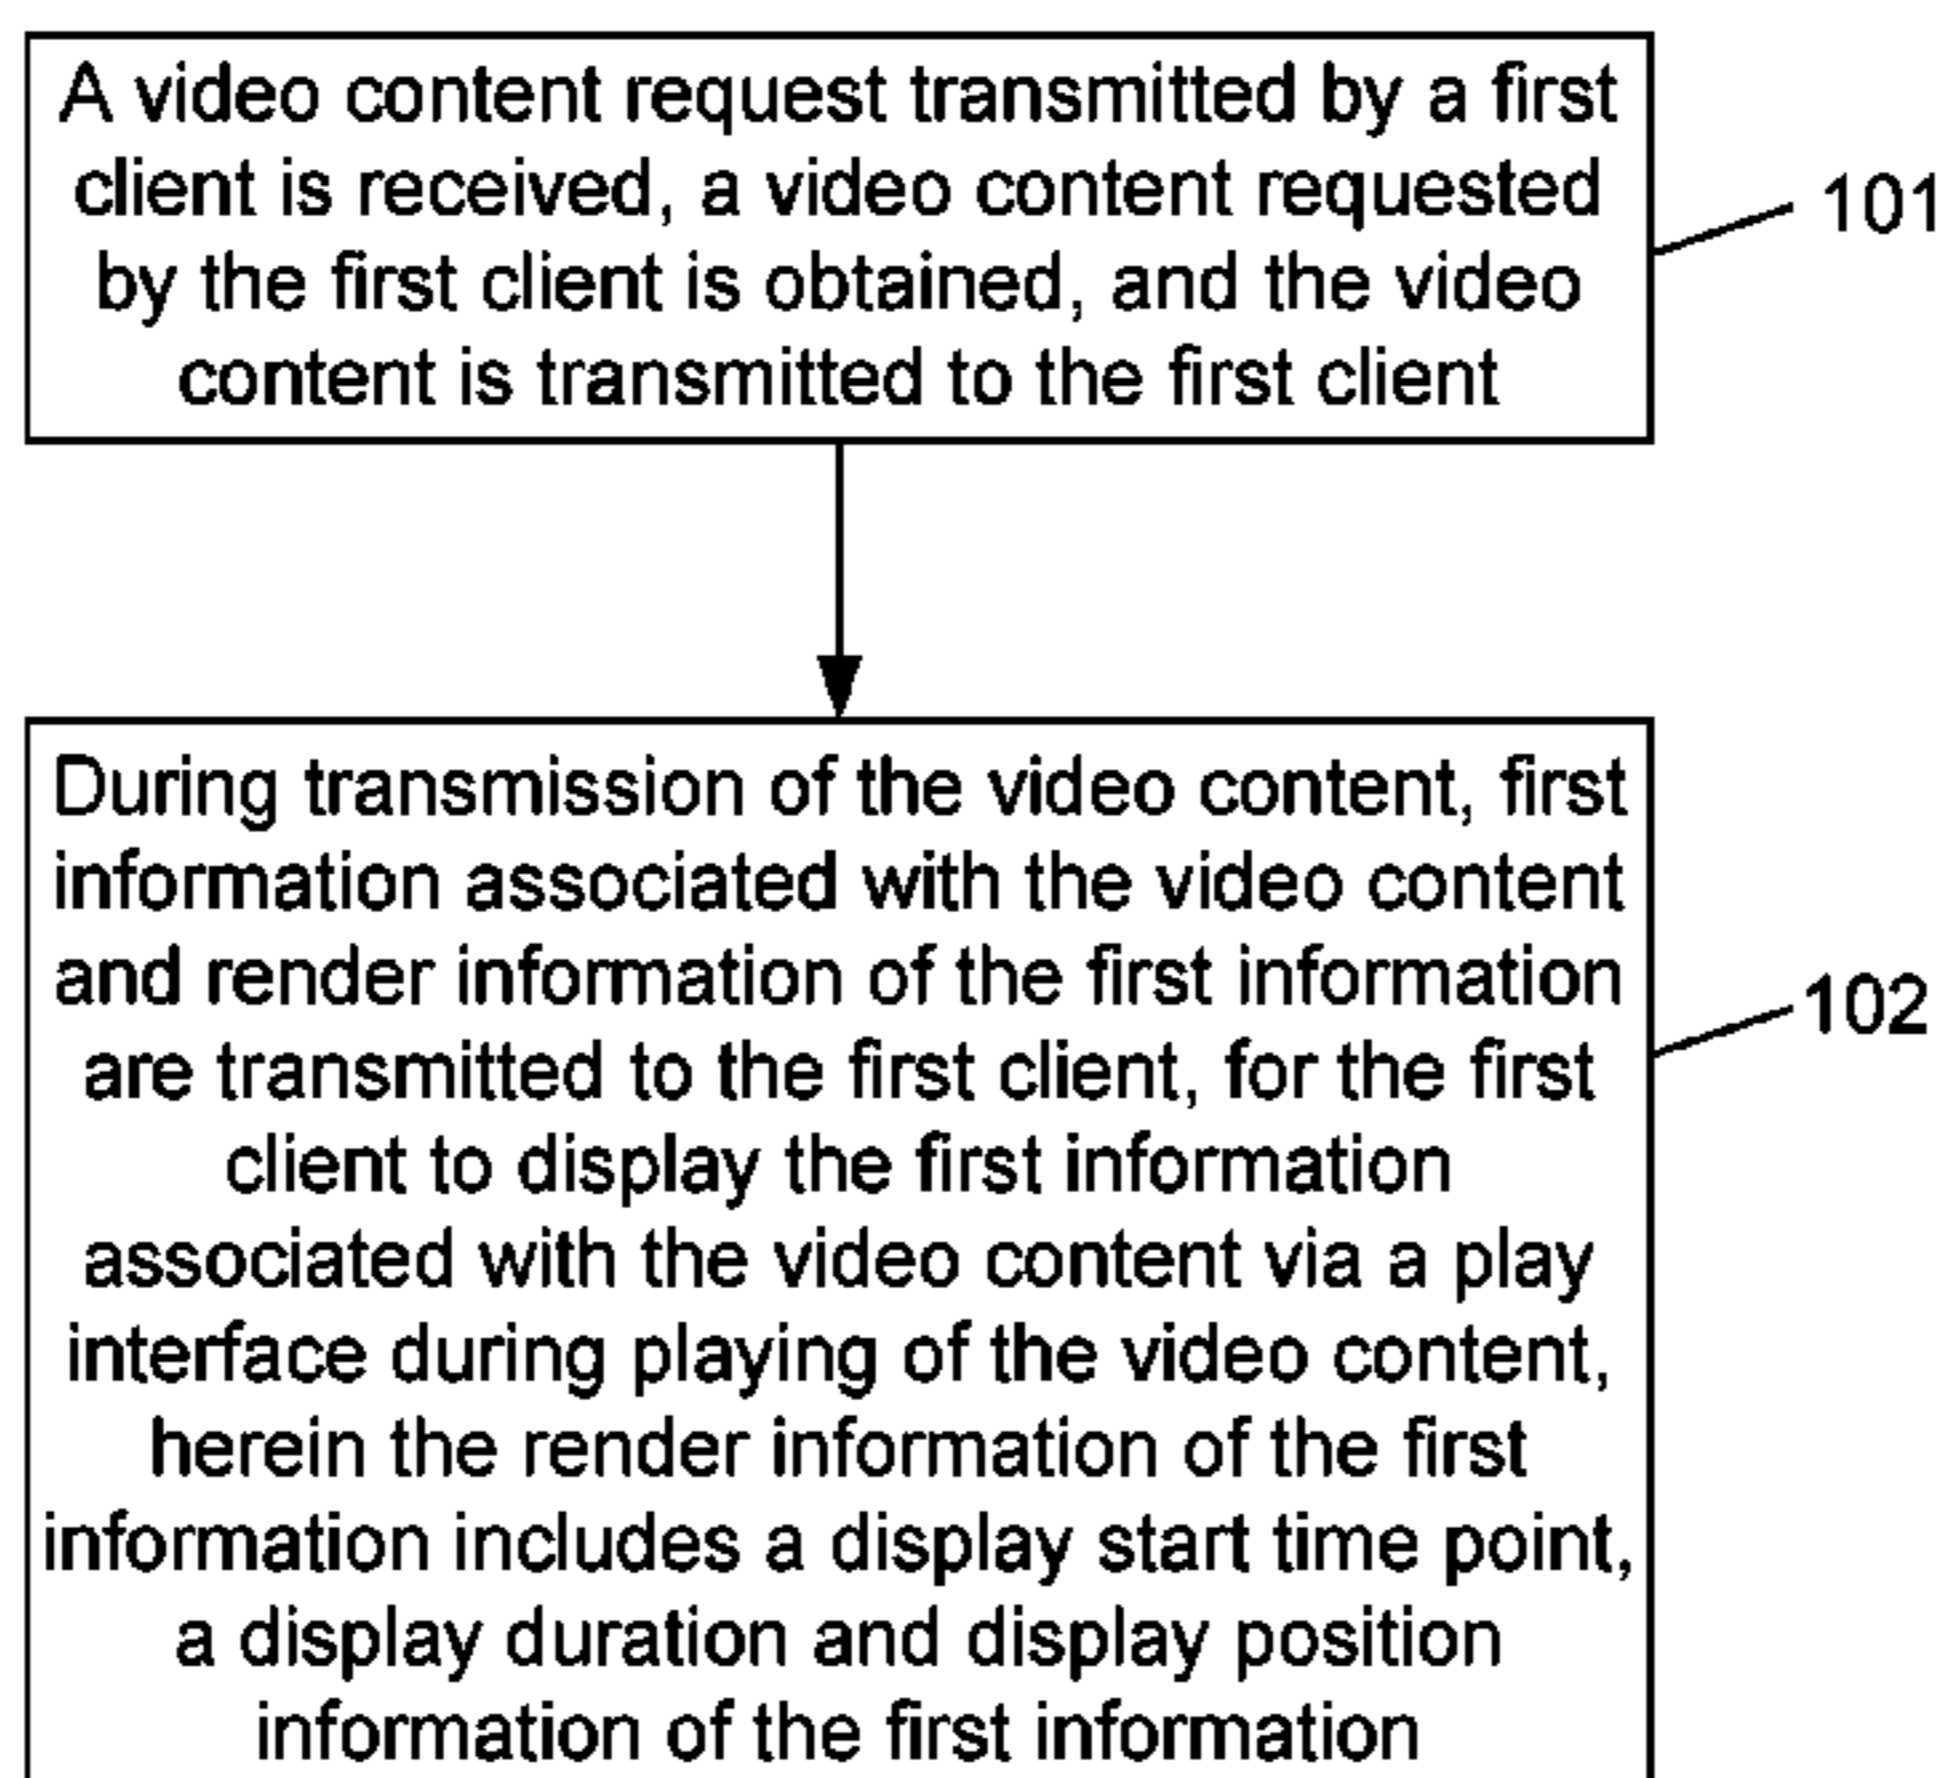 A video content request transmitted by a first
client is received, a video content requested
by the first client is obtained, and the video
content is transmitted to the first client
101
During transmission of the video content, first
information associated with the video content
and render information of the first information
are transmitted to the first client, for the first
client to display the first information
associated with the video content via a play
interface during playing of the video content,
herein the render information of the first
information includes a display start time point,
a display duration and display position
information of the first information
102